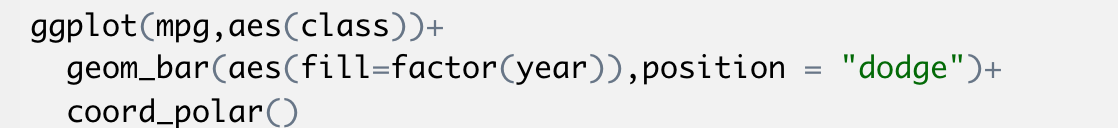 ggplot(mpg,aes(class))+
  geom_bar(aes(fill=factor(year)),position = "dodge")+
  coord_polar()